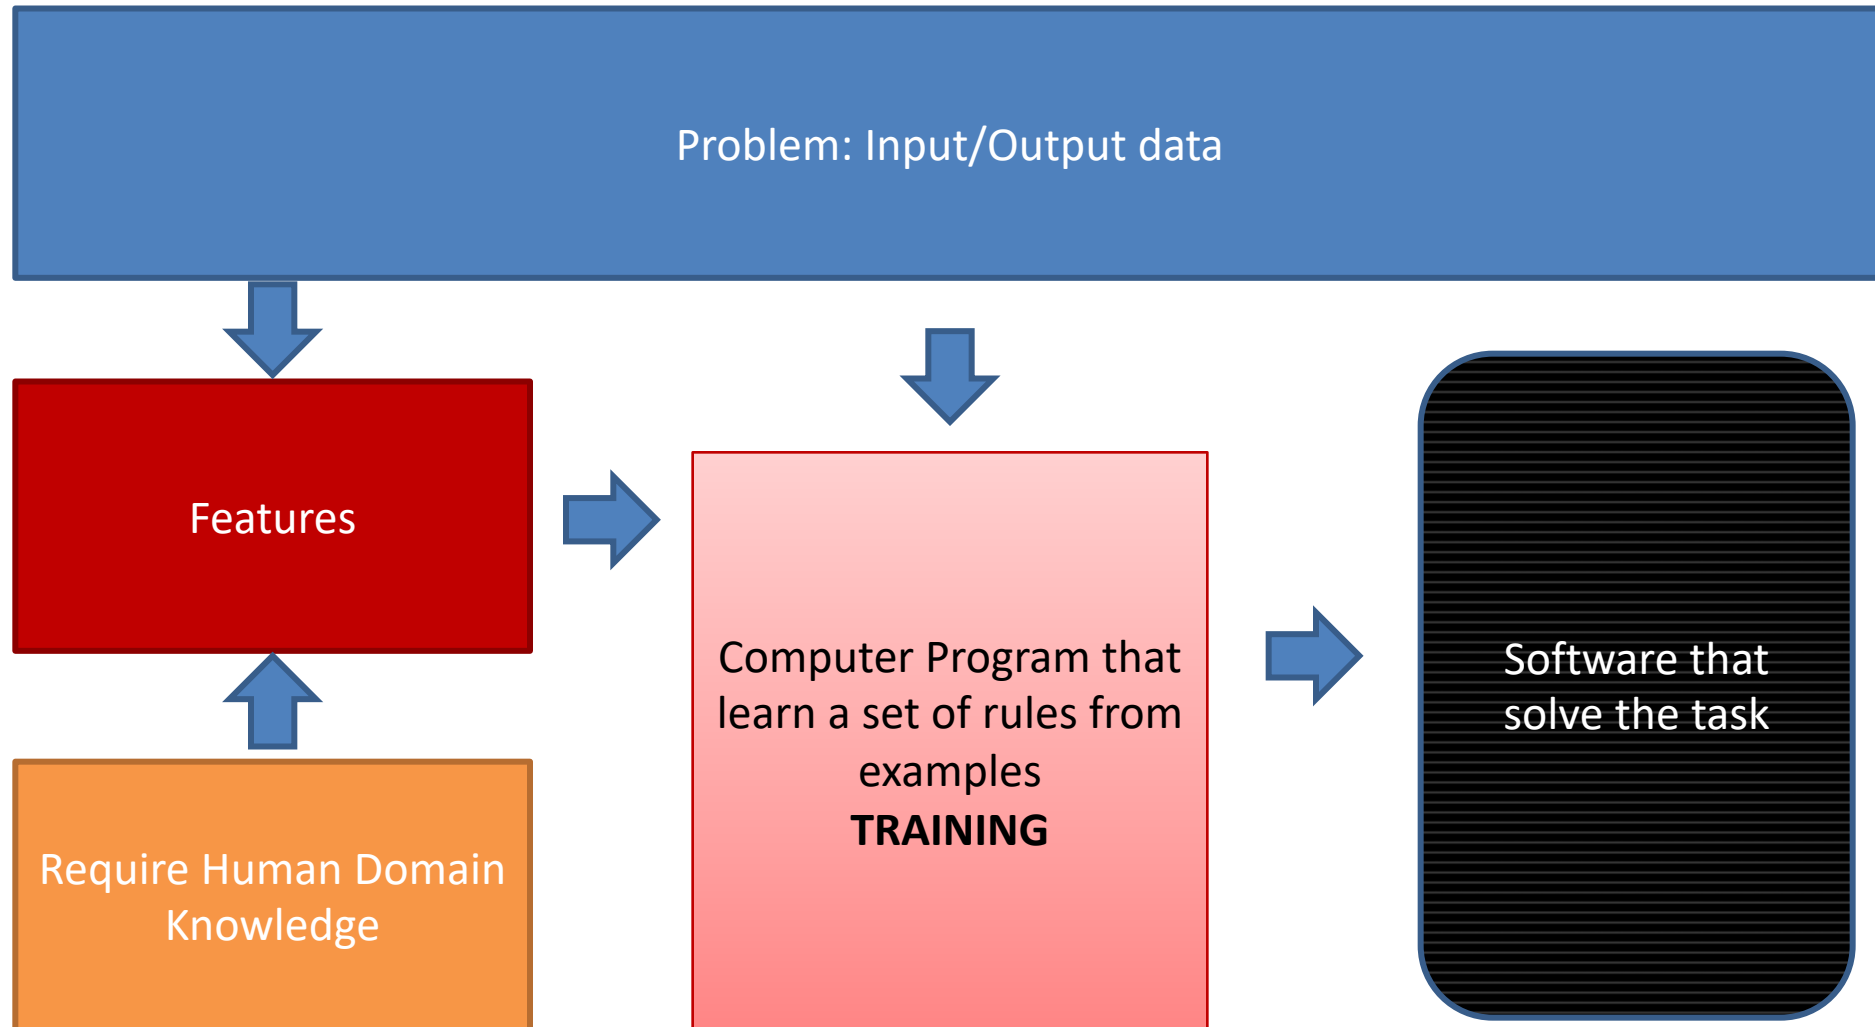 Problem: Input/Output data
Features
Require Human Domain
Knowledge
Computer Program that
learn a set of rules from
examples
TRAINING
Software that
solve the task